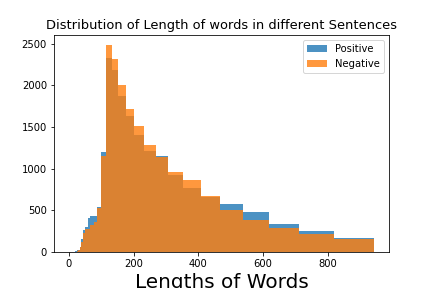 Distribution of Length of words in different Sentences
2500
2000
1500
1000
500
0
Positive
Negative
0 200 400 600 800
Lengths of Words